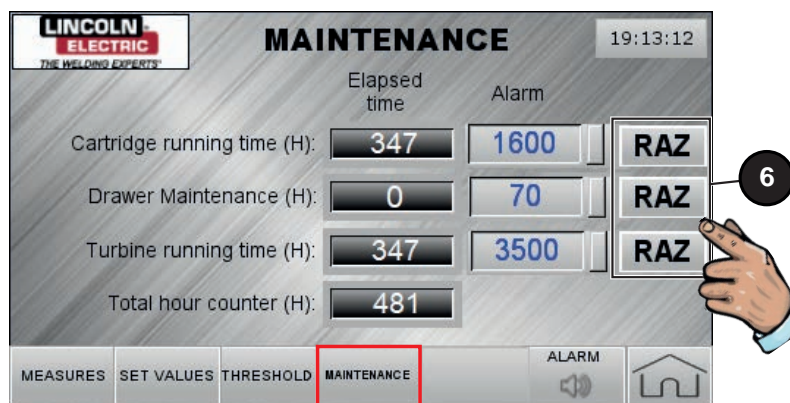 LINCOLN
ELECTRIC
THE WELDING EXPERTS®
MAINTENANCE
19:13:12
Elapsed
time
Alarm
Cartridge running time (H): 347 1600 RAZ
Drawer Maintenance (H): 0 70 RAZ
Turbine running time (H): 347 3500 RAZ
Total hour counter (H): 481
6
MEASURES SET VALUES THRESHOLD MAINTENANCE ALARM